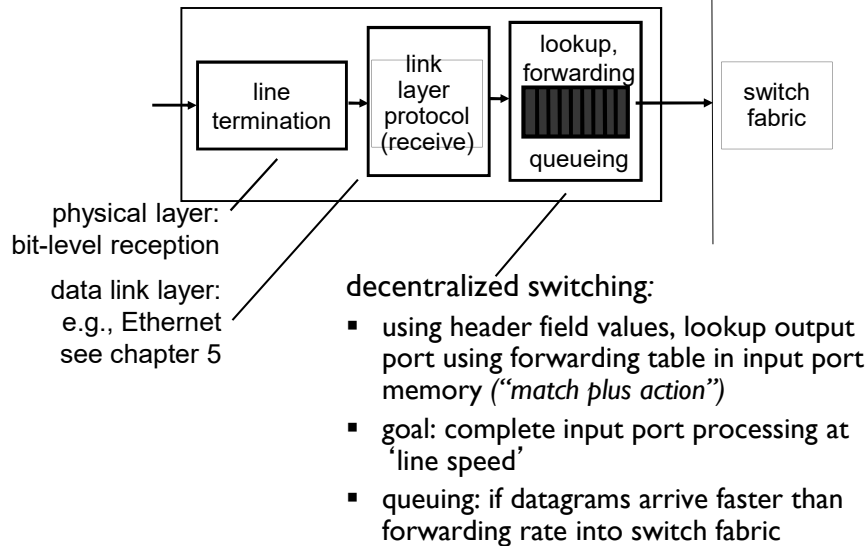 line
termination
link
layer
protocol
(receive)
lookup,
forwarding
queueing
switch
fabric
physical layer:
bit-level reception
data link layer:
e.g., Ethernet
see chapter 5
decentralized switching:
▪ using header field values, lookup output
port using forwarding table in input port
memory (“match plus action”)
▪ goal: complete input port processing at
‘line speed’
▪ queuing: if datagrams arrive faster than
forwarding rate into switch fabric